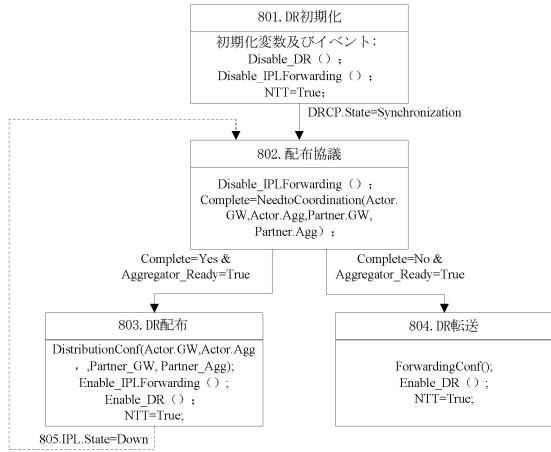 801.DR初期化
初期化変数及びイベント:
Disable_DR（）;
Disable_IPLForwarding（）;
NTT=True;
DRCP.State=Synchronization
802.配布協議
Disable_IPLForwarding（）;
Complete=NeedtoCoordination(Actor.
GW,Actor.Agg,Partner.GW,
Partner.Agg）;
Complete=Yes &
Aggregator_Ready=True
Complete=No &
Aggregator_Ready=True
803.DR配布
DistributionConf(Actor.GW,Actor.Agg
，,Partner_GW, Partner_Agg);
Enable_IPLForwarding（）;
Enable_DR（）;
NTT=True;
804.DR転送
ForwardingConf();
Enable_DR（）;
NTT=True;
805.IPL.State=Down